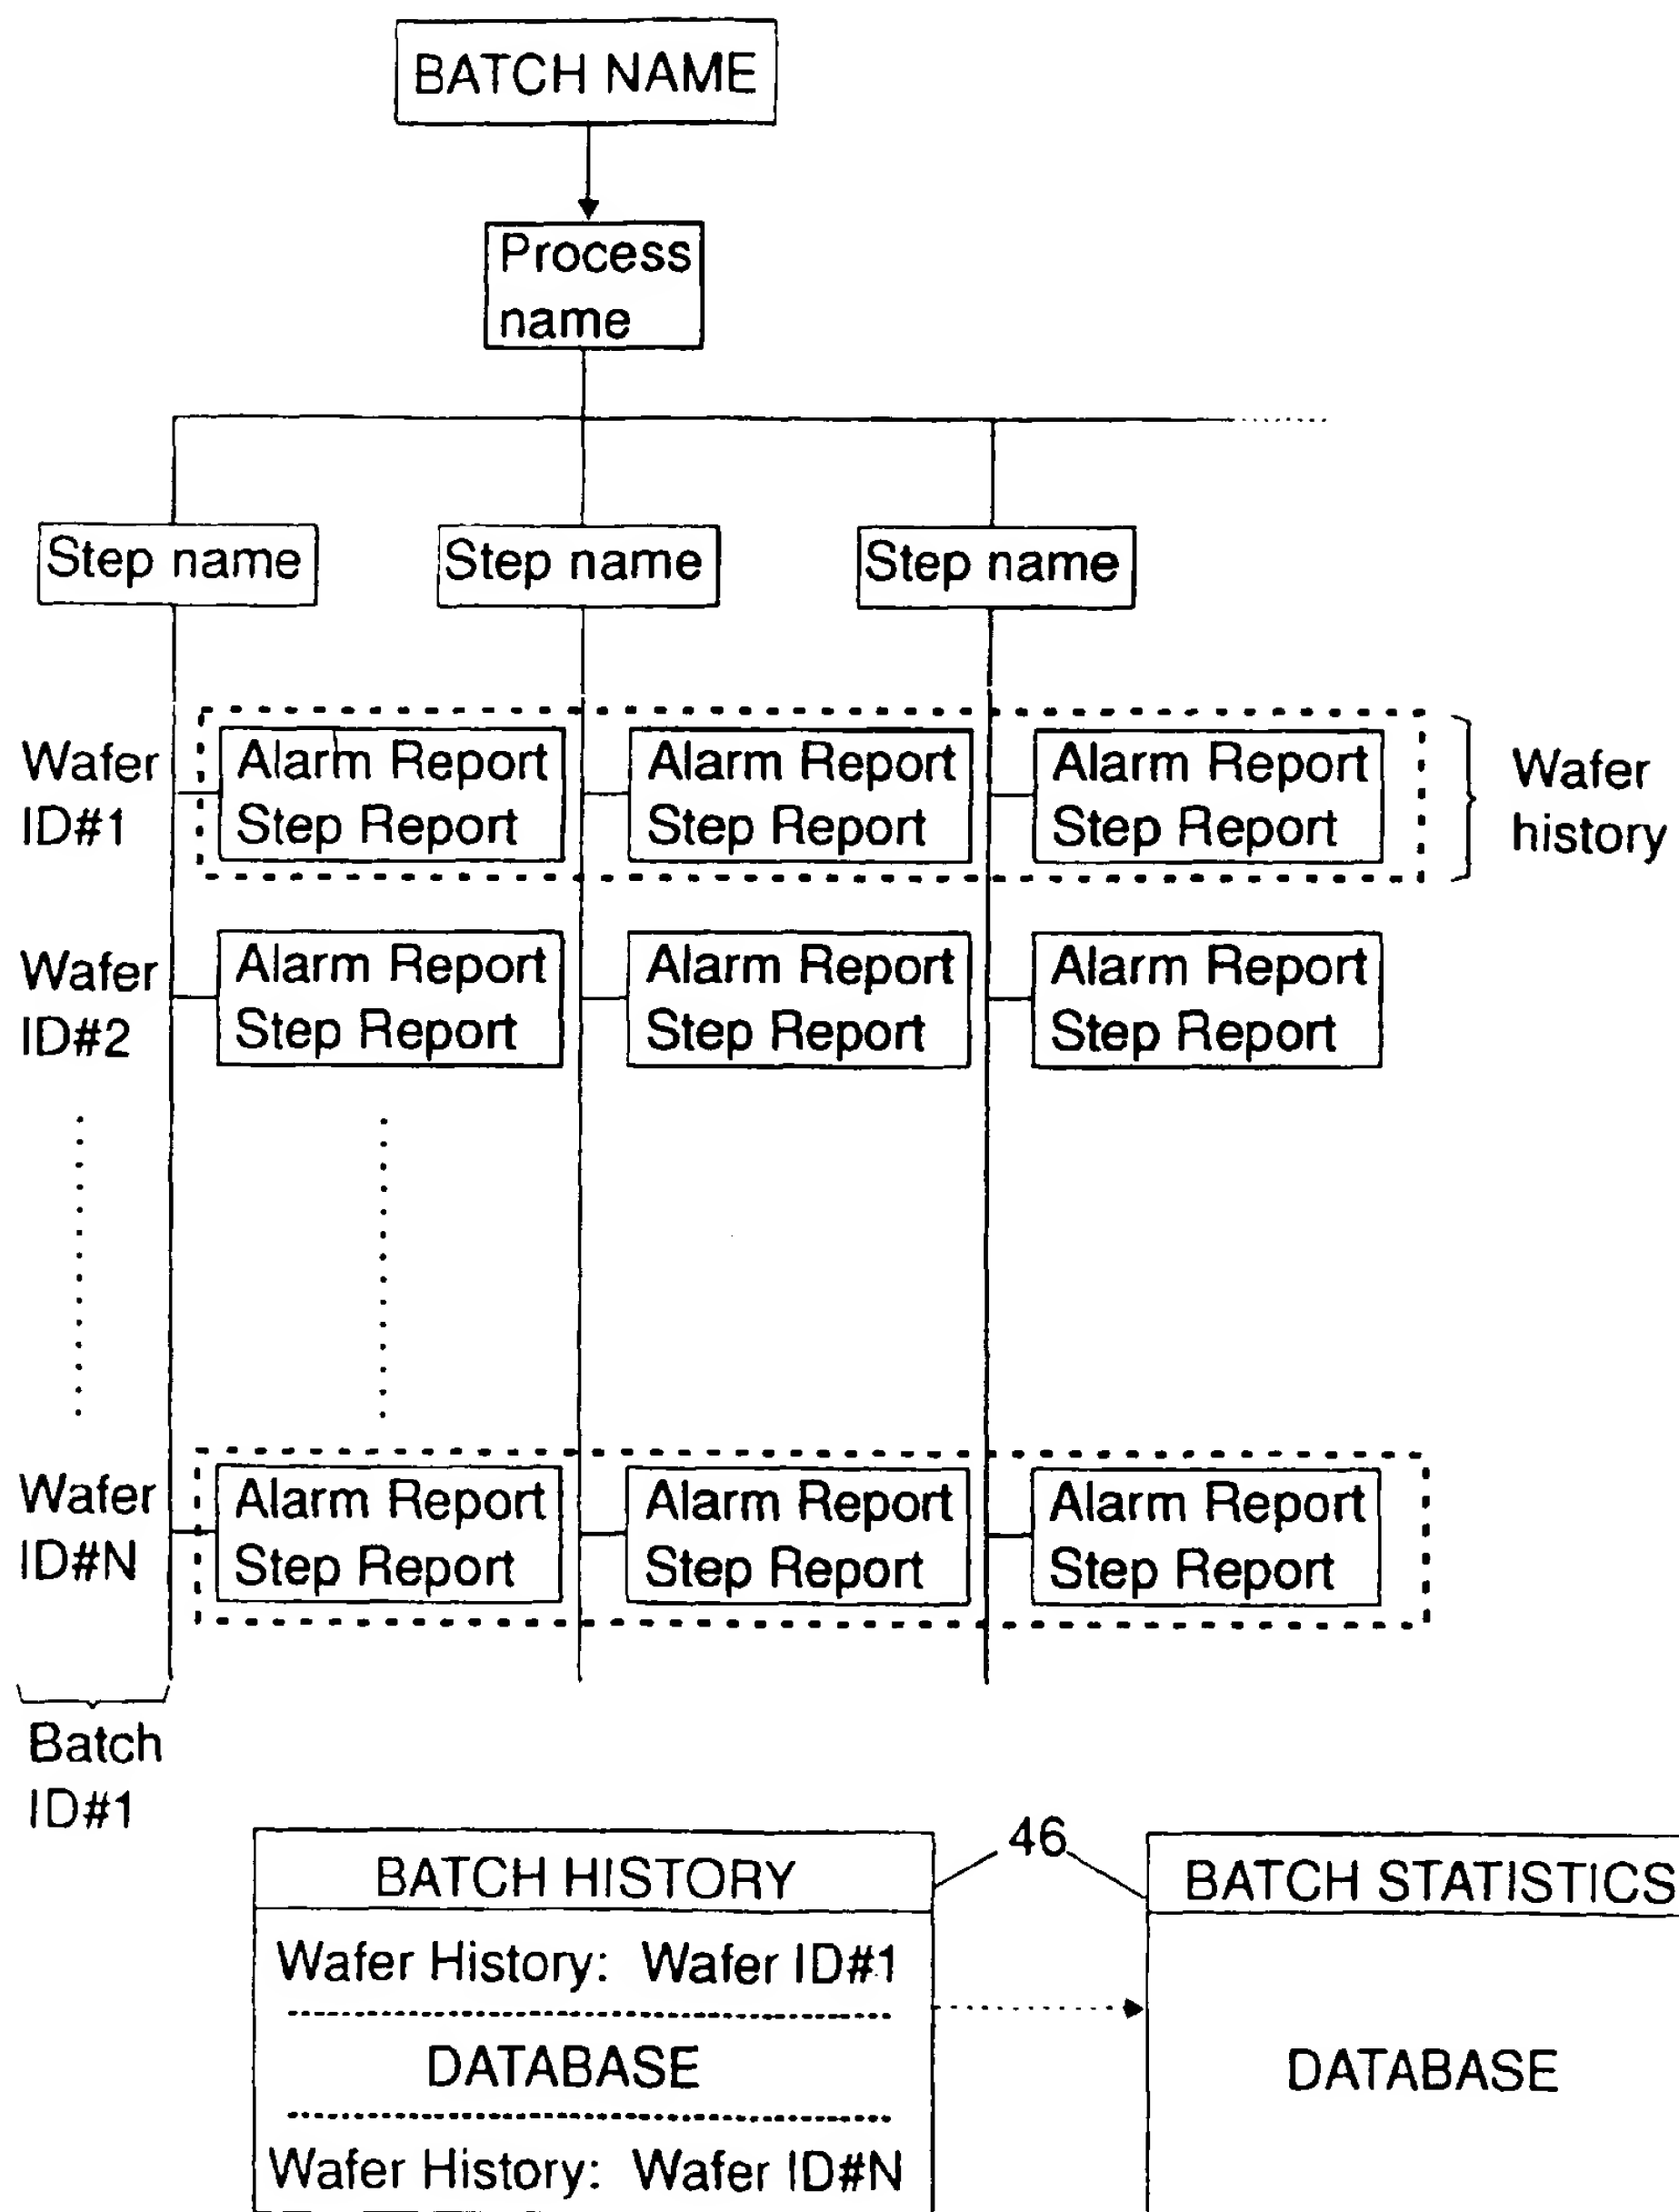 BATCH NAME
Process
name
Step name
Step name
Step name
Wafer
ID#1
Alarm Report
Step Report
Alarm Report
Step Report
Alarm Report
Step Report
Wafer
history
Wafer
ID#2
Alarm Report
Step Report
Alarm Report
Step Report
Alarm Report
Step Report
Wafer
ID#N
Alarm Report
Step Report
Alarm Report
Step Report
Alarm Report
Step Report
Batch
ID#1
46
BATCH HISTORY
Wafer History: Wafer ID#1
DATABASE
Wafer History: Wafer ID#N
BATCH STATISTICS
DATABASE